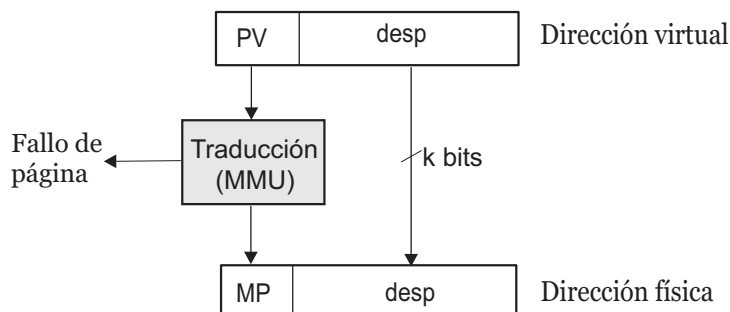 PV desp Dirección virtual
Fallo de
página
Traducción
(MMU)
k bits
MP desp Dirección física